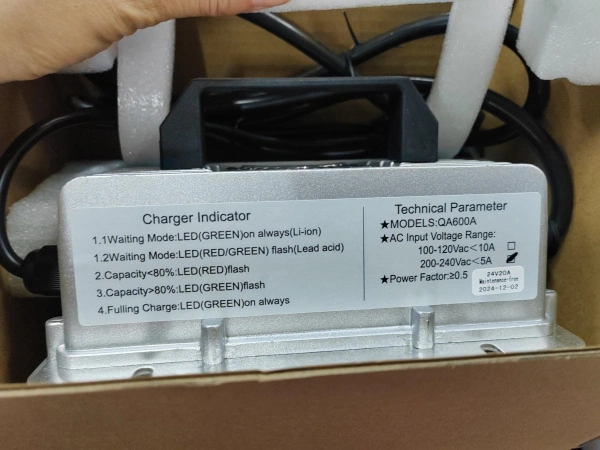 Charger Indicator
1.1Waiting Mode:LED(GREEN)on always(Li-ion)
1.2Waiting Mode:LED(RED/GREEN) flash(Lead acid)
2.Capacity<80%:LED(RED)flash
3.Capacity>80%:LED(GREEN)flash
4.Fulling Charge:LED(GREEN)on always
Technical Parameter
★MODELS:QA600A
★AC Input Voltage Range:
100-120Vac＜10A
200-240Vac＜5A
★Power Factor:≥0.5
24V20A
Maintenance-free
2024-12-02